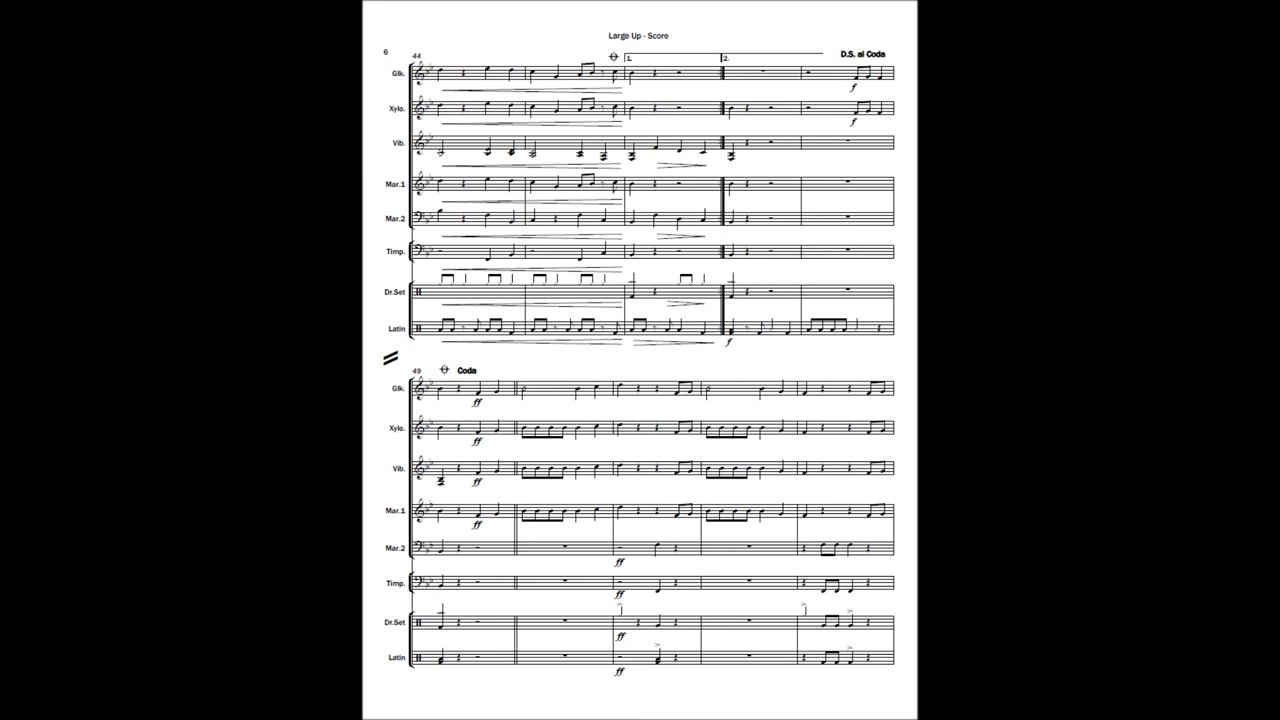 Large Up - Score
6
44
1.
2.
D.S. al Coda
Glk.
f
Xylo.
f
Vib.
Mar.1
Mar.2
Timp.
Dr.Set
Latin
f
49
Coda
Glk.
ff
Xylo.
ff
Vib.
ff
Mar.1
ff
Mar.2
ff
Timp.
ff
Dr.Set
ff
Latin
ff